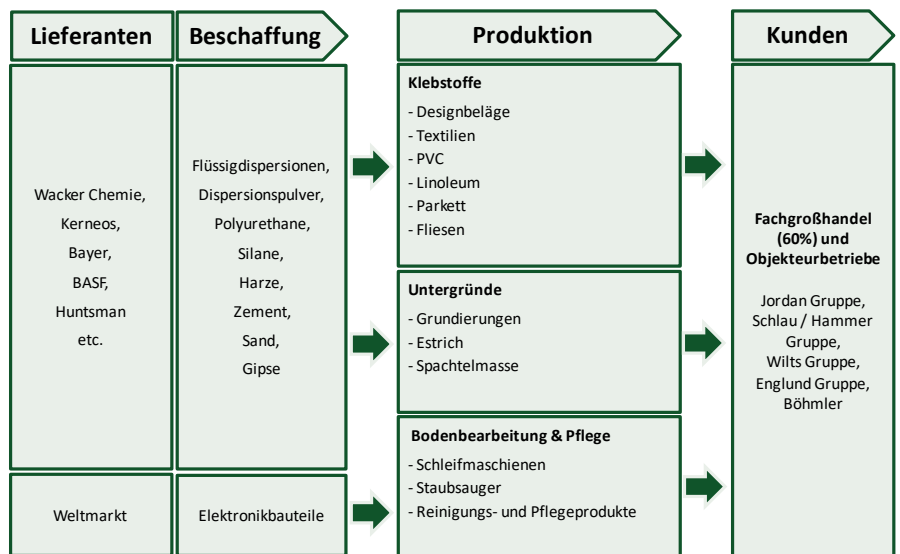 Lieferanten
Beschaffung
Produktion
Kunden
Wacker Chemie,
Kerneos,
Bayer,
BASF,
Huntsman
etc.
Flüssigdispersionen,
Dispersionspulver,
Polyurethane,
Silane,
Harze,
Zement,
Sand,
Gipse
Klebstoffe
- Designbeläge
- Textilien
- PVC
- Linoleum
- Parkett
- Fliesen
Untergründe
- Grundierungen
- Estrich
- Spachtelmasse
Bodenbearbeitung & Pflege
- Schleifmaschienen
- Staubsauger
- Reinigungs- und Pflegeprodukte
Fachgroßhandel
(60%) und
Objekteurbetriebe
Jordan Gruppe,
Schlau / Hammer
Gruppe,
Wilts Gruppe,
Englund Gruppe,
Böhmler
Weltmarkt
Elektronikbauteile